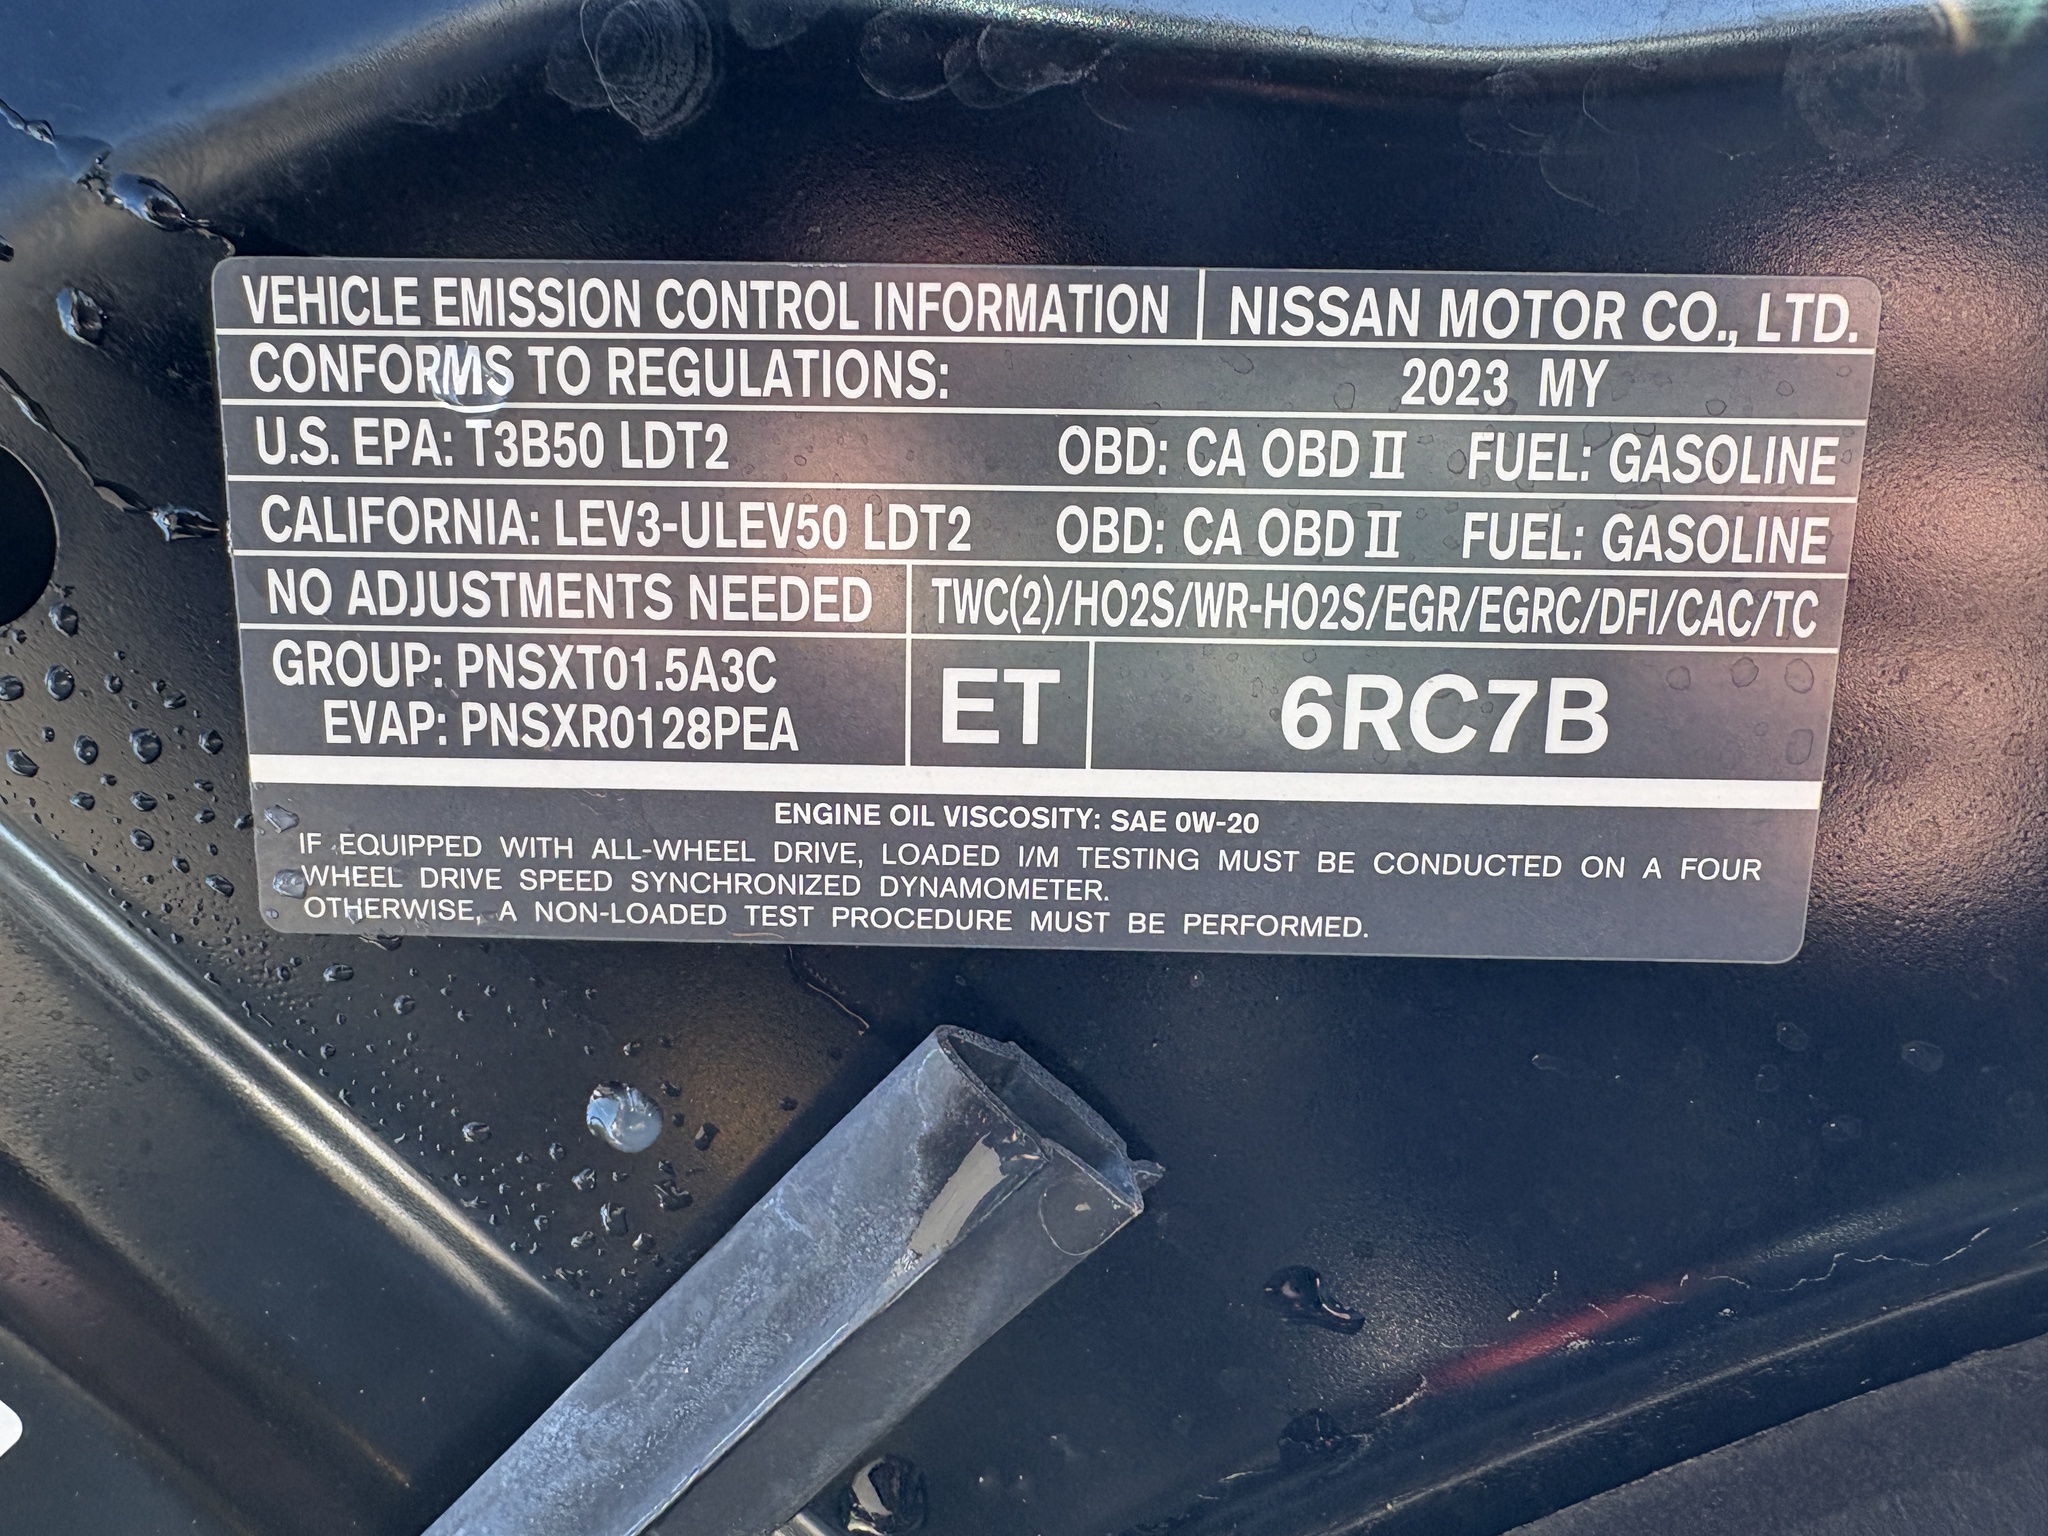 VEHICLE EMISSION CONTROL INFORMATION NISSAN MOTOR CO., LTD.
CONFORMS TO REGULATIONS: 2023 MY
U.S. EPA: T3B50 LDT2 OBD: CA OBD II FUEL: GASOLINE
CALIFORNIA: LEV3-ULEV50 LDT2 OBD: CA OBD II FUEL: GASOLINE
NO ADJUSTMENTS NEEDED TWC(2)/HO2S/WR-HO2S/EGR/EGRC/DFI/CAC/TC
GROUP: PNSXT01.5A3C
EVAP: PNSXR0128PEA
ET 6RC7B
ENGINE OIL VISCOSITY: SAE 0W-20
IF EQUIPPED WITH ALL-WHEEL DRIVE, LOADED I/M TESTING MUST BE CONDUCTED ON A FOUR
WHEEL DRIVE SPEED SYNCHRONIZED DYNAMOMETER.
OTHERWISE, A NON-LOADED TEST PROCEDURE MUST BE PERFORMED.